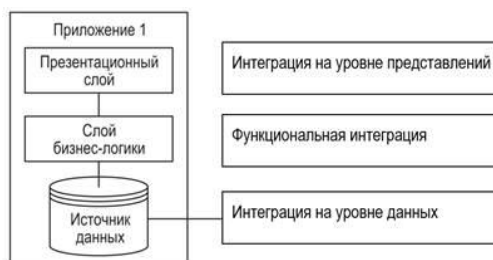 Приложение 1
Презентационный
слой
Слой
бизнес-логики
Источник
данных
Интеграция на уровне представлений
Функциональная интеграция
Интеграция на уровне данных